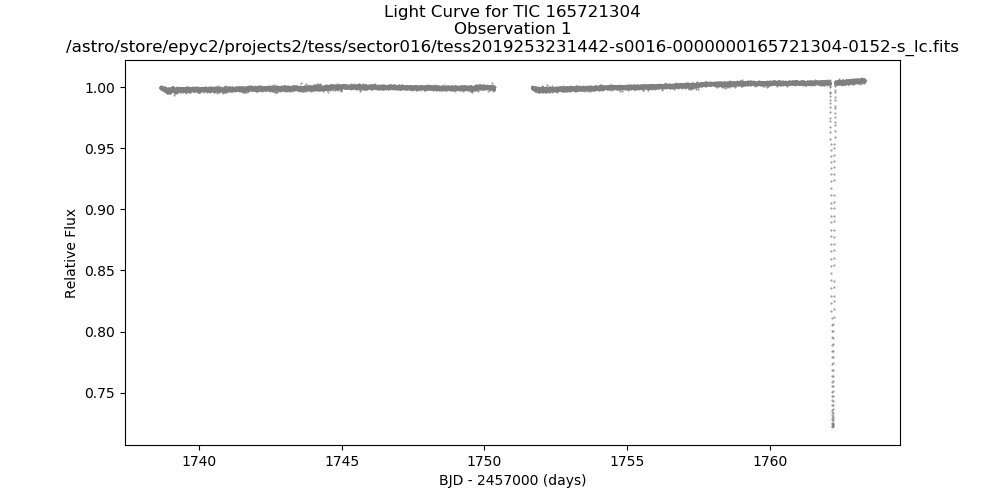 Light Curve for TIC 165721304
Observation 1
/astro/store/epyc2/projects2/tess/sector016/tess2019253231442-s0016-0000000165721304-0152-s_lc.fits
1.00
0.95
0.90
0.85
0.80
0.75
Relative Flux
1740
1745
1750
1755
1760
BJD - 2457000 (days)